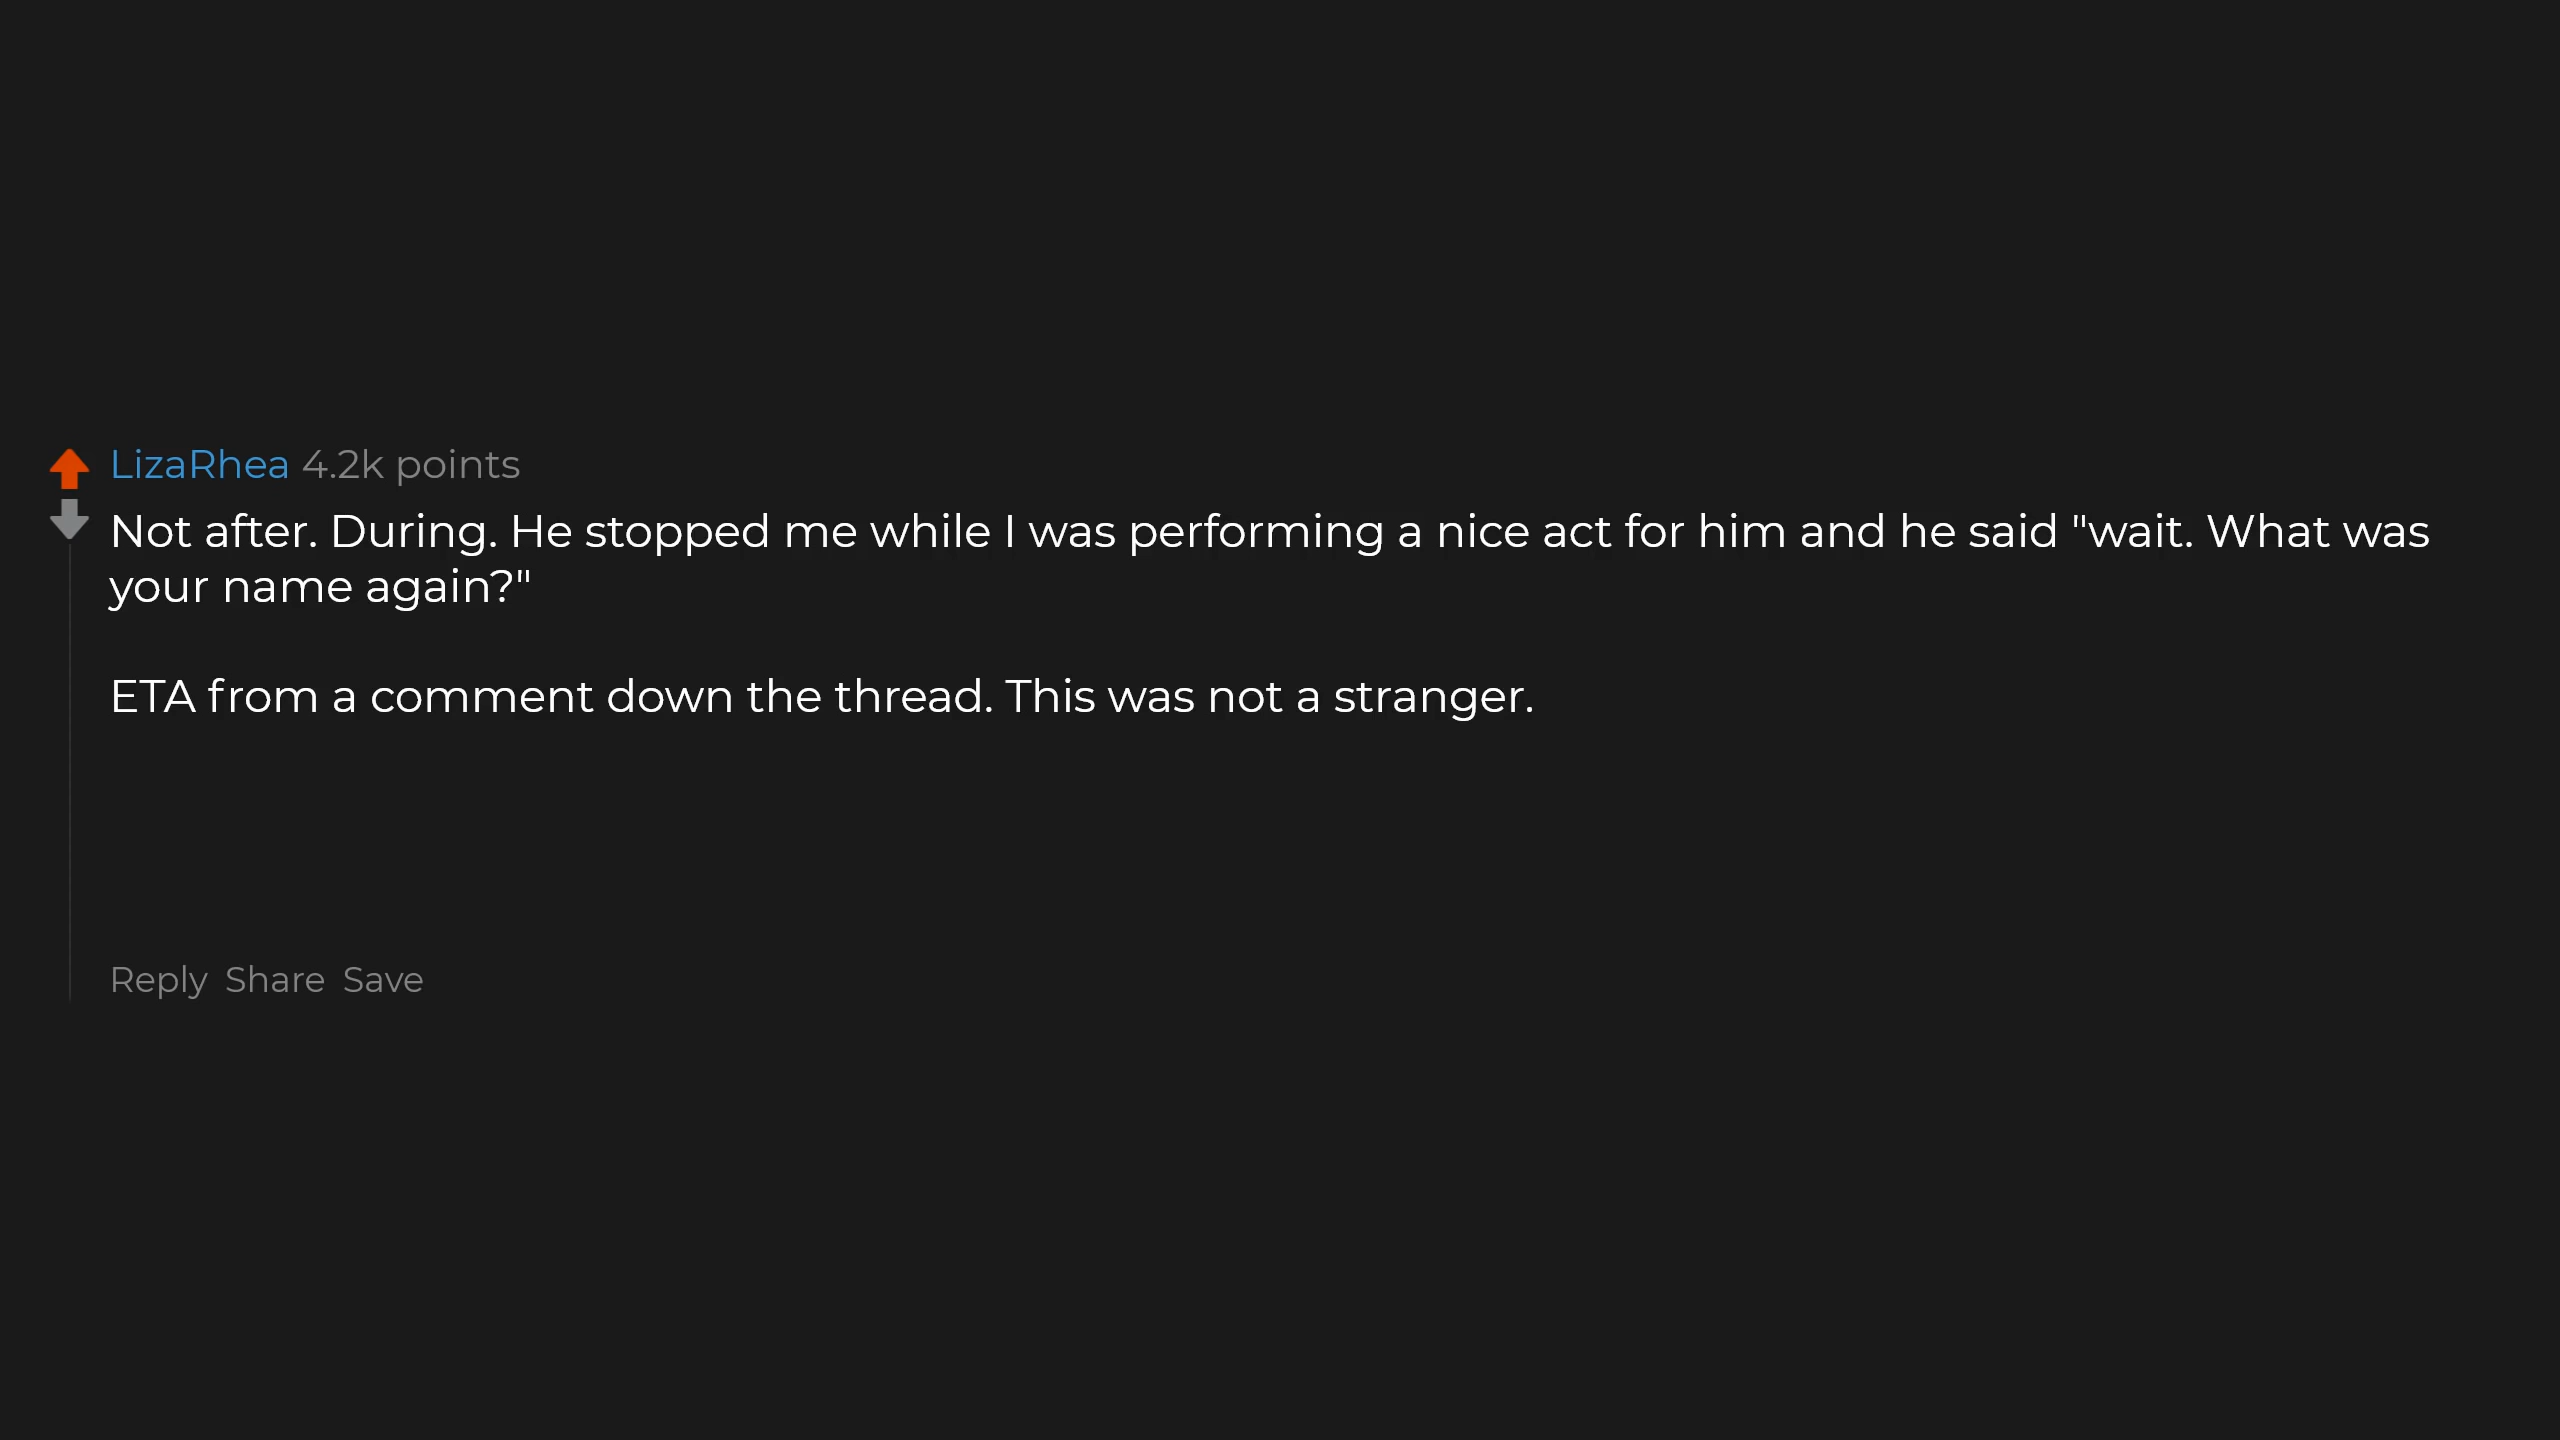 LizaRhea 4.2k points
Not after. During. He stopped me while I was performing a nice act for him and he said "wait. What was
your name again?"
ETA from a comment down the thread. This was not a stranger.
Reply Share Save